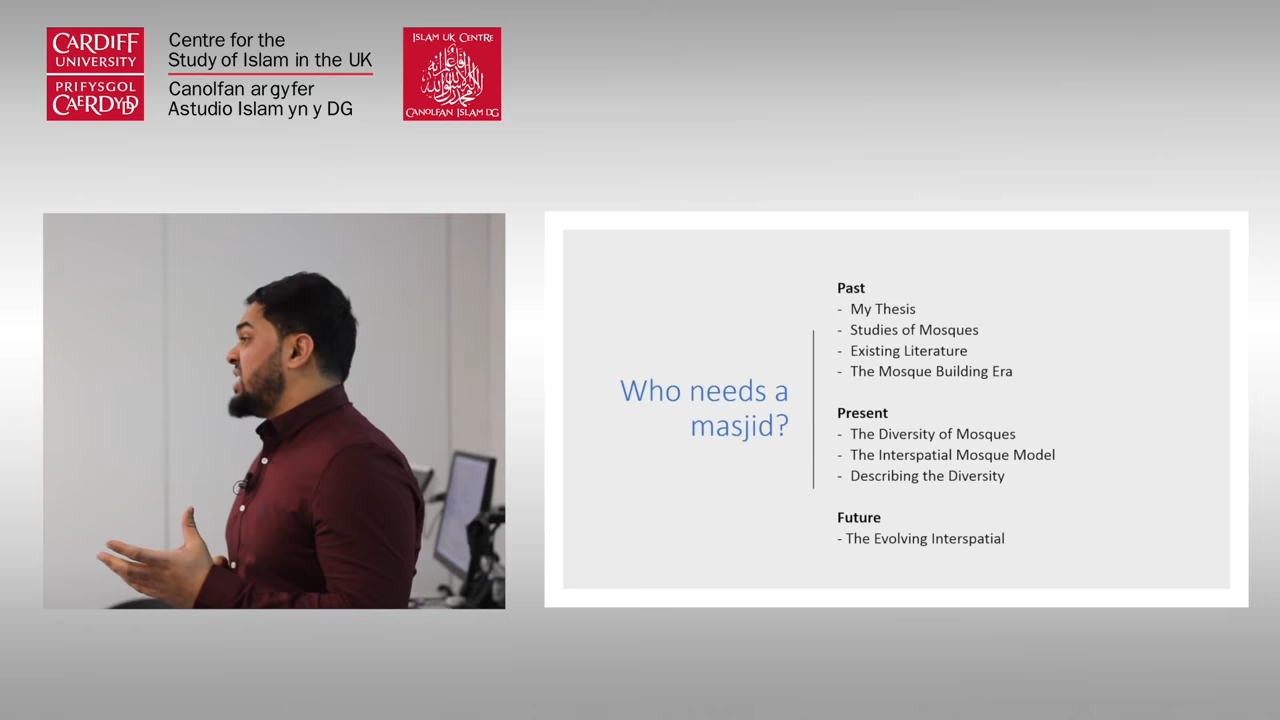 CARDIFF
UNIVERSITY
PRIFYSGOL
CAERDYDD
Centre for the
Study of Islam in the UK
Canolfan ar gyfer
Astudio Islam yn y DG
ISLAM UK CENTRE
CANOLFAN ISLAM DG
Who needs a
masjid?
Past
- My Thesis
- Studies of Mosques
- Existing Literature
- The Mosque Building Era
Present
- The Diversity of Mosques
- The Interspatial Mosque Model
- Describing the Diversity
Future
- The Evolving Interspatial